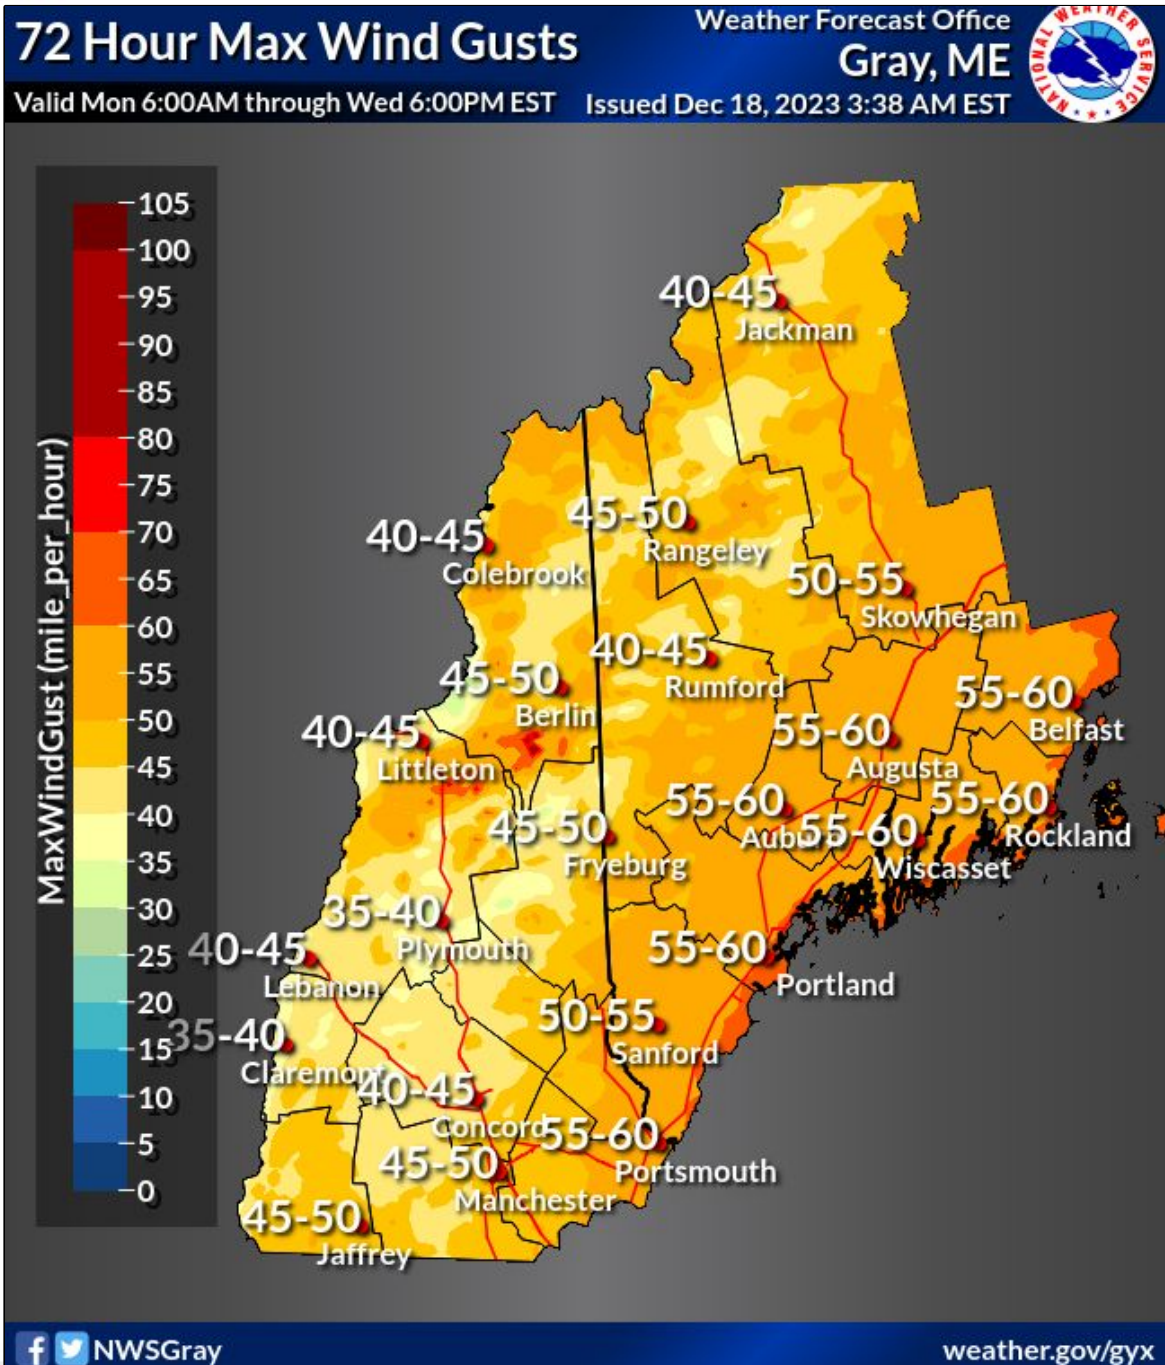 72 Hour Max Wind Gusts
Weather Forecast Office
Gray, ME
Valid Mon 6:00AM through Wed 6:00PM EST
Issued Dec 18, 2023 3:38 AM EST
NATIONAL WEATHER SERVICE
MaxWindGust (mile_per_hour)
105
100
95
90
85
80
75
70
65
60
55
50
45
40
35
30
25
20
15
10
5
0
40-45
Jackman
45-50
Rangeley
40-45
Colebrook
50-55
Skowhegan
40-45
Rumford
45-50
Berlin
55-60
Belfast
40-45
Littleton
55-60
Augusta
55-60
Auburn
55-60
Rockland
45-50
Fryeburg
55-60
Wiscasset
35-40
Plymouth
40-45
Lebanon
55-60
Portland
50-55
Sanford
35-40
Claremont
40-45
Concord
55-60
Portsmouth
45-50
Manchester
45-50
Jaffrey
NWSGray
weather.gov/gyx